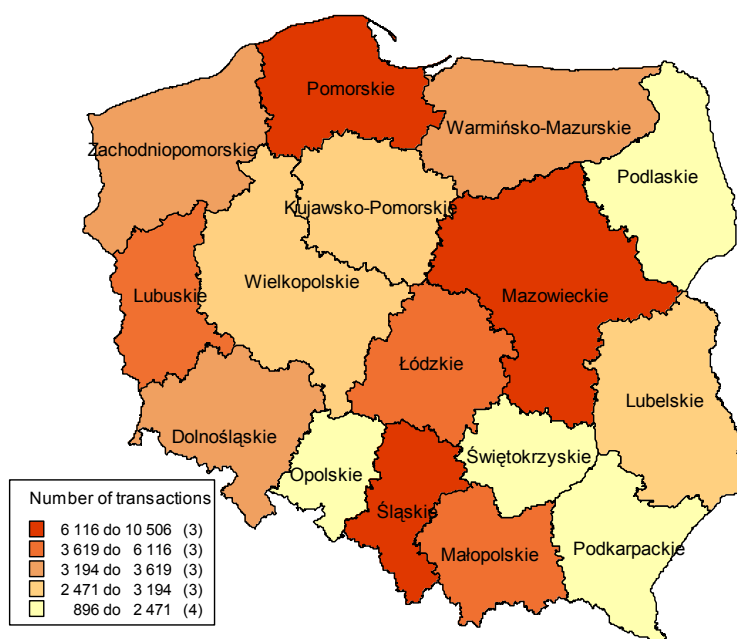 Pomorskie
Warmińsko-Mazurskie
Zachodniopomorskie
Podlaskie
Kujawsko-Pomorskie
Wielkopolskie
Lubuskie
Mazowieckie
Łódzkie
Lubelskie
Dolnośląskie
Świętokrzyskie
Opolskie
Śląskie
Małopolskie
Podkarpackie
Number of transactions
6 116 do 10 506 (3)
3 619 do 6 116 (3)
3 194 do 3 619 (3)
2 471 do 3 194 (3)
896 do 2 471 (4)